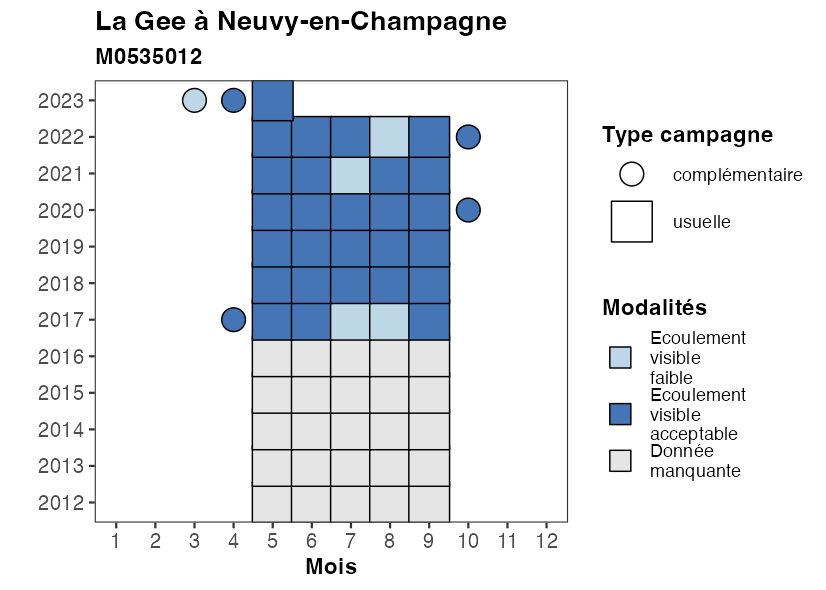 La Gee à Neuvy-en-Champagne
M0535012
2023
2022
2021
2020
2019
2018
2017
2016
2015
2014
2013
2012
1 2 3 4 5 6 7 8 9 10 11 12
Mois
Type campagne
complémentaire
usuelle
Modalités
Ecoulement
visible
faible
Ecoulement
visible
acceptable
Donnée
manquante